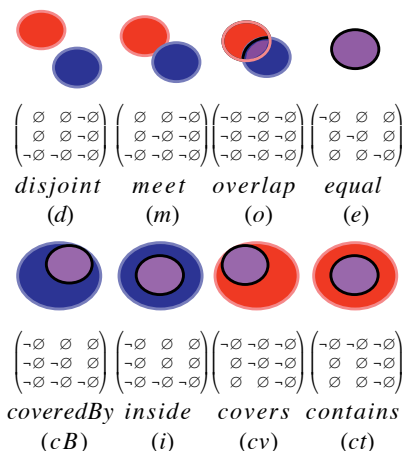 ∅ ∅ ¬∅ ∅ ∅ ¬∅ ¬∅ ¬∅ ¬∅ ¬∅ ∅ ∅
∅ ∅ ¬∅ ∅ ¬∅ ¬∅ ¬∅ ¬∅ ¬∅ ∅ ¬∅ ∅
¬∅ ¬∅ ¬∅ ¬∅ ¬∅ ¬∅ ¬∅ ¬∅ ¬∅ ∅ ∅ ¬∅
disjoint meet overlap equal
(d) (m) (o) (e)
¬∅ ∅ ∅ ¬∅ ∅ ∅ ¬∅ ¬∅ ¬∅ ¬∅ ¬∅ ¬∅
¬∅ ¬∅ ∅ ¬∅ ∅ ∅ ∅ ¬∅ ¬∅ ∅ ∅ ¬∅
¬∅ ¬∅ ¬∅ ¬∅ ¬∅ ¬∅ ∅ ∅ ¬∅ ∅ ∅ ¬∅
coveredBy inside covers contains
(cB) (i) (cv) (ct)